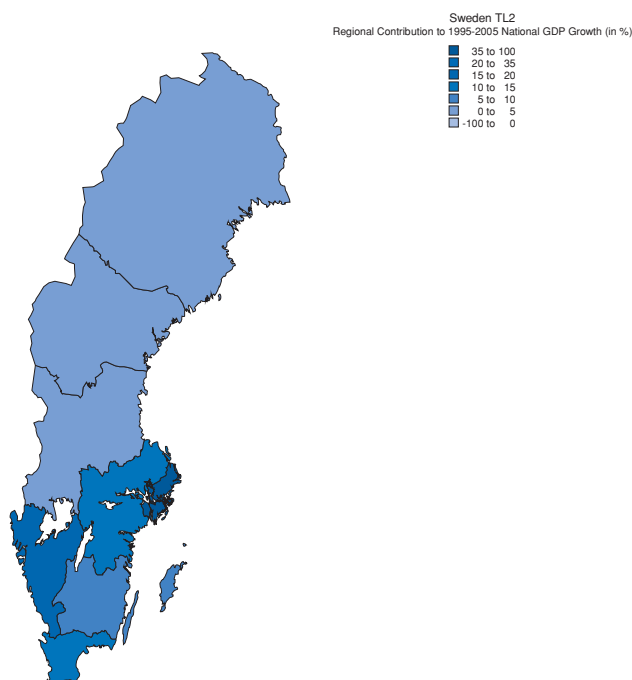 Sweden TL2
Regional Contribution to 1995-2005 National GDP Growth (in %)
35 to 100
20 to 35
15 to 20
10 to 15
5 to 10
0 to 5
-100 to 0